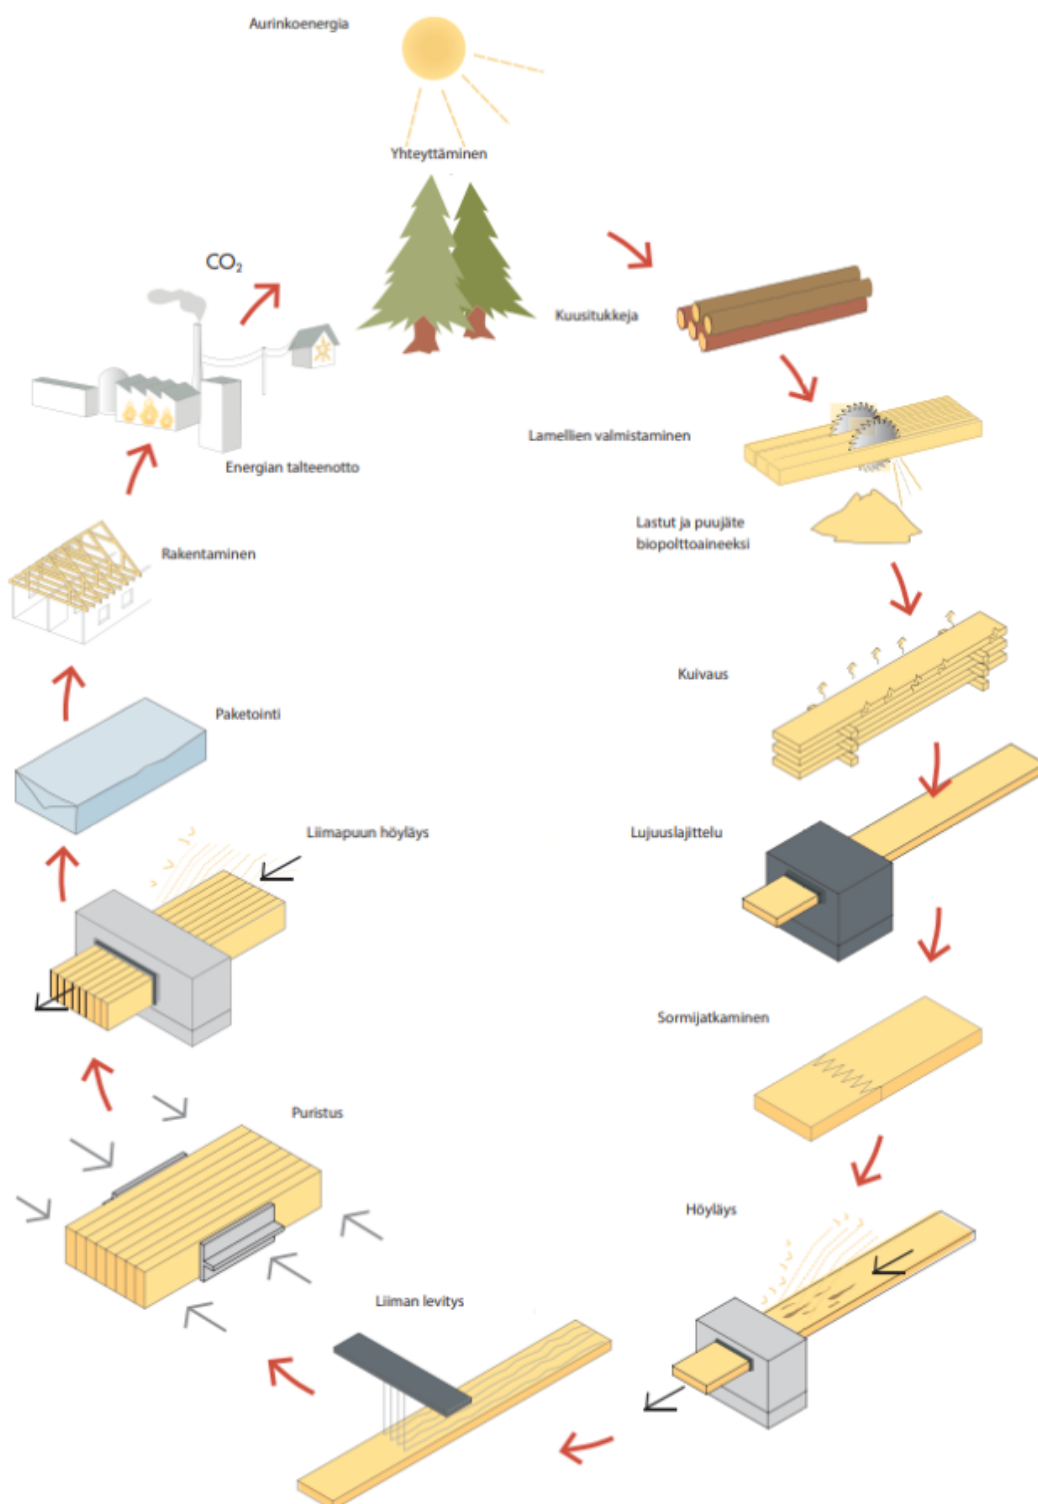 Aurinkoenergia
Yhteyttäminen
CO₂
Kuusitukkeja
Lamellien valmistaminen
Energian talteenotto
Lastut ja puujäte
biopolttoaineeksi
Rakentaminen
Kuivaus
Paketointi
Liimapuun höyläys
Lujuuslajittelu
Sormijatkaminen
Puristus
Höyläys
Liiman levitys